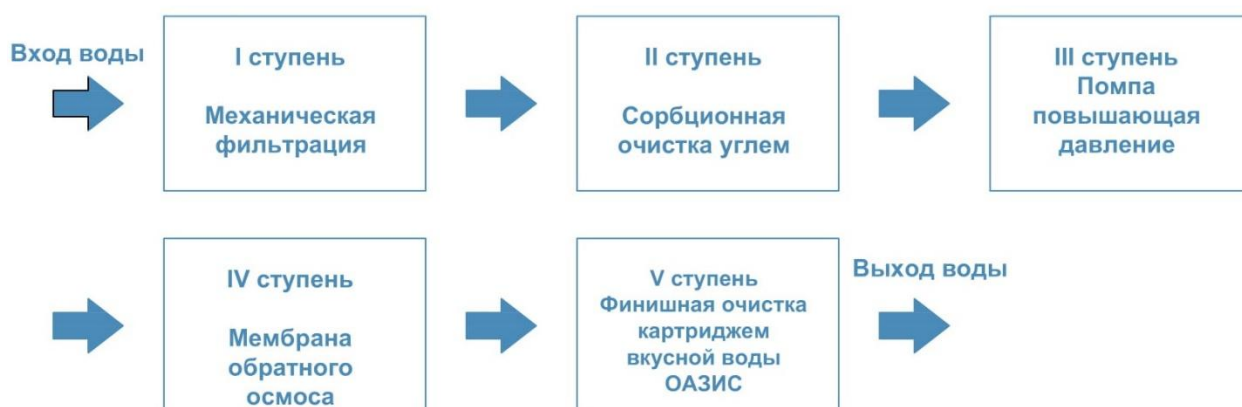 Вход воды
I ступень
Механическая
фильтрация
II ступень
Сорбционная
очистка углем
III ступень
Помпа
повышающая
давление
IV ступень
Мембрана
обратного
осмоса
V ступень
Финишная очистка
картриджем
вкусной воды
ОАЗИС
Выход воды